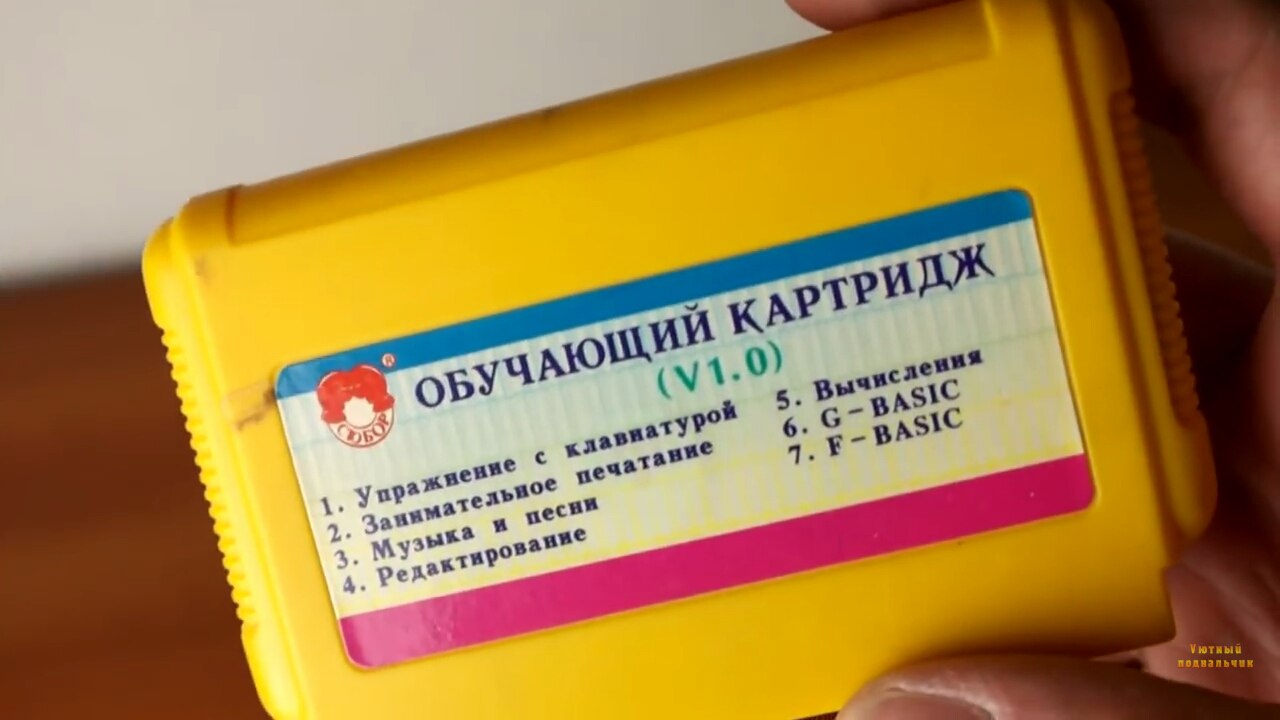 ОБУЧАЮЩИЙ КАРТРИДЖ
(V1.0)
СЮБОР
®
1. Упражнение с клавиатурой
2. Занимательное печатание
3. Музыка и песни
4. Редактирование
5. Вычисления
6. G-BASIC
7. F-BASIC
Уютный
подвальчик